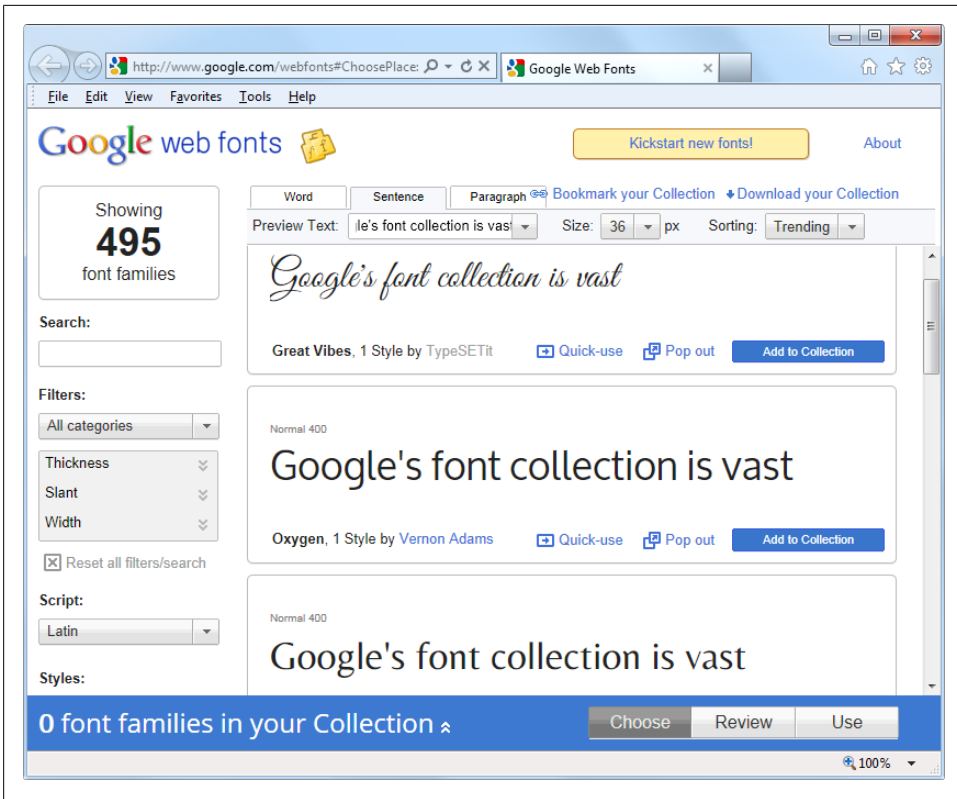 http://www.google.com/webfonts#ChoosePlace:
Google Web Fonts
File Edit View Favorites Tools Help
Google web fonts
Kickstart new fonts!
About
Showing
495
font families
Word Sentence Paragraph Bookmark your Collection Download your Collection
Preview Text: le's font collection is vast Size: 36 px Sorting: Trending
Google's font collection is vast
Great Vibes, 1 Style by TypeSETit Quick-use Pop out Add to Collection
Search:
Filters:
All categories
Thickness
Slant
Width
Reset all filters/search
Script:
Latin
Styles:
Normal 400
Google's font collection is vast
Oxygen, 1 Style by Vernon Adams Quick-use Pop out Add to Collection
Normal 400
Google's font collection is vast
0 font families in your Collection Choose Review Use
100%